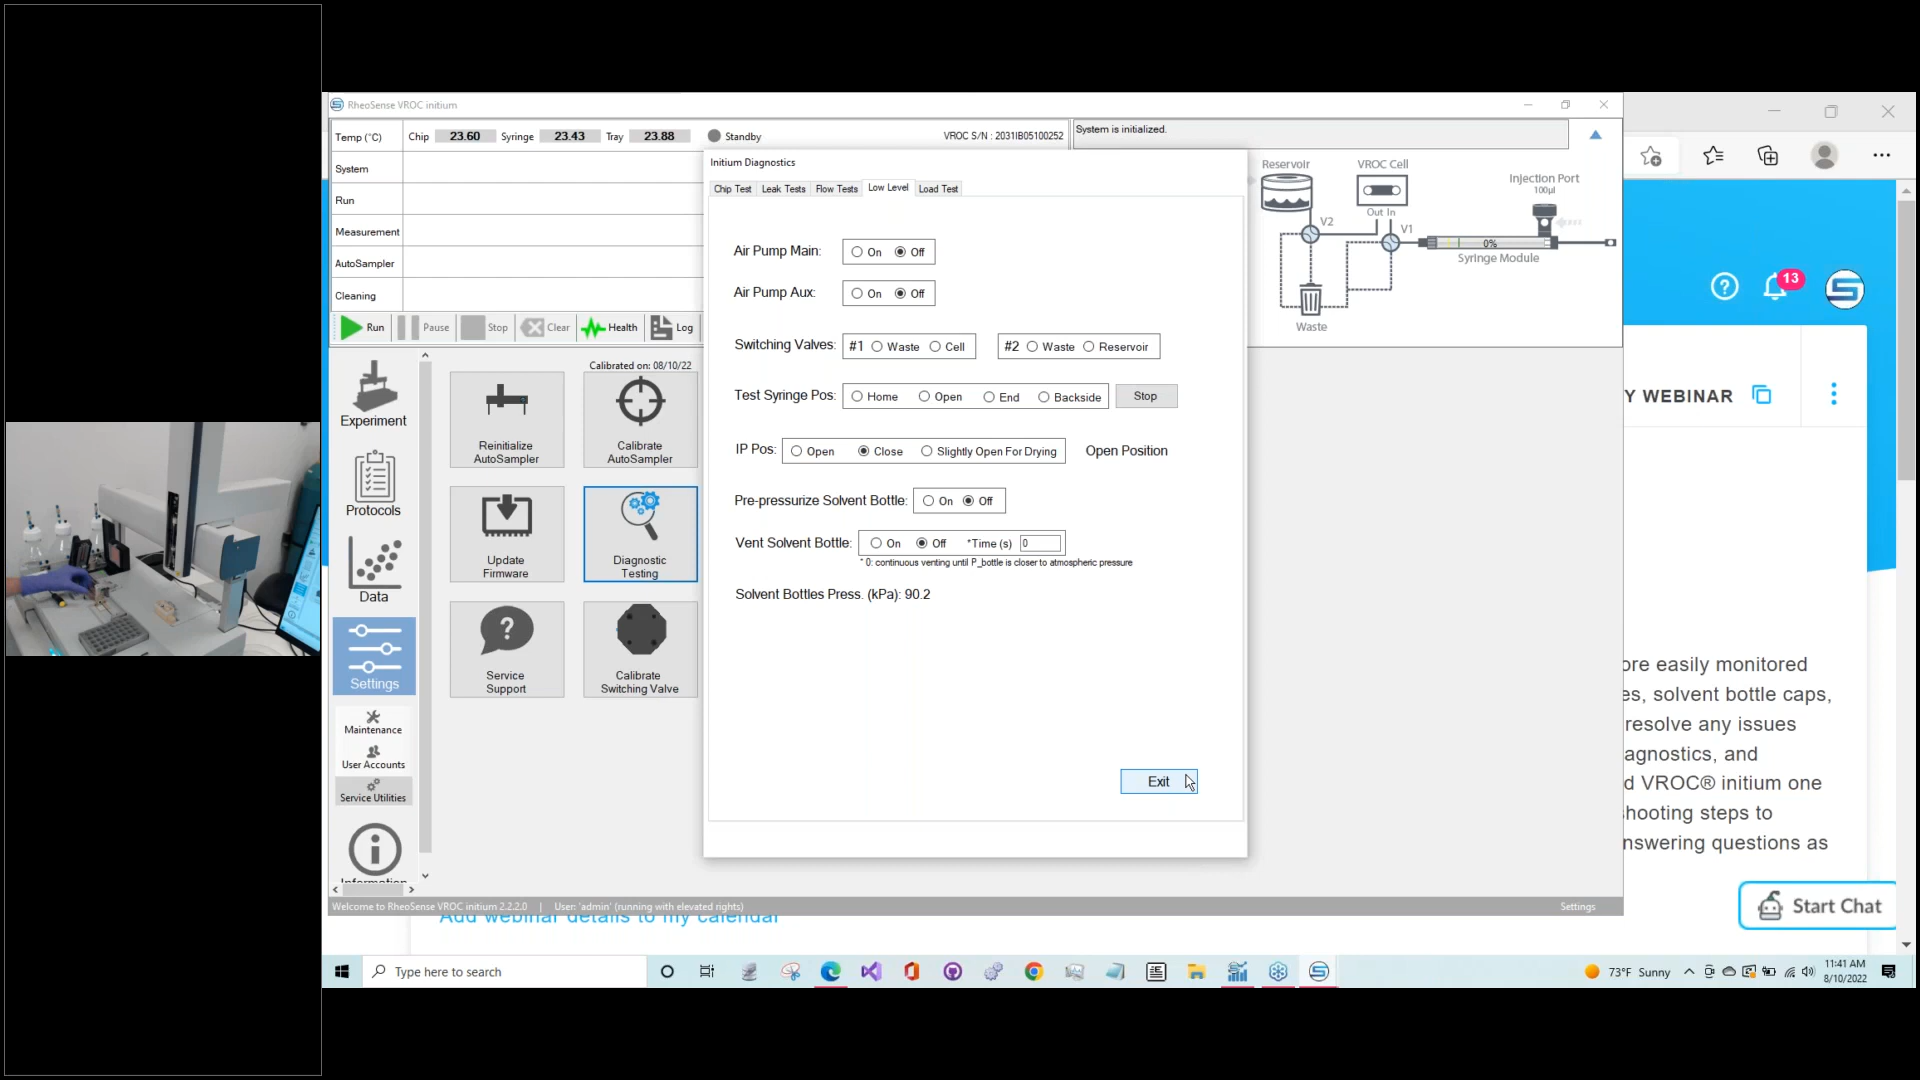 RheoSense VROC initium
Temp (°C) Chip 23.60 Syringe 23.43 Tray 23.88 Standby VROC S/N : 2031IB05100252
System is initialized.
System
Run
Measurement
AutoSampler
Cleaning
Run Pause Stop Clear Health Log
Reservoir VROC Cell
Injection Port
100µl
Out In
V2
V1
0%
Syringe Module
Waste
Experiment
Protocols
Data
Settings
Maintenance
User Accounts
Service Utilities
Calibrated on: 08/10/22
Reinitialize
AutoSampler
Calibrate
AutoSampler
Update
Firmware
Diagnostic
Testing
?
Service
Support
Calibrate
Switching Valve
Initium Diagnostics
Chip Test Leak Tests Flow Tests Low Level Load Test
Air Pump Main: On Off
Air Pump Aux: On Off
Switching Valves: #1 Waste Cell #2 Waste Reservoir
Test Syringe Pos: Home Open End Backside Stop
IP Pos: Open Close Slightly Open For Drying Open Position
Pre-pressurize Solvent Bottle: On Off
Vent Solvent Bottle: On Off *Time (s) 0
* 0: continuous venting until P_bottle is closer to atmospheric pressure
Solvent Bottles Press. (kPa): 90.2
Exit
Welcome to RheoSense VROC initium 2.2.2.0 | User: 'admin' (running with elevated rights) Settings
Add webinar details to my calendar
?
13
Y WEBINAR
ore easily monitored
es, solvent bottle caps,
resolve any issues
agnostics, and
d VROC® initium one
shooting steps to
nswering questions as
Start Chat
Type here to search
73°F Sunny
11:41 AM
8/10/2022